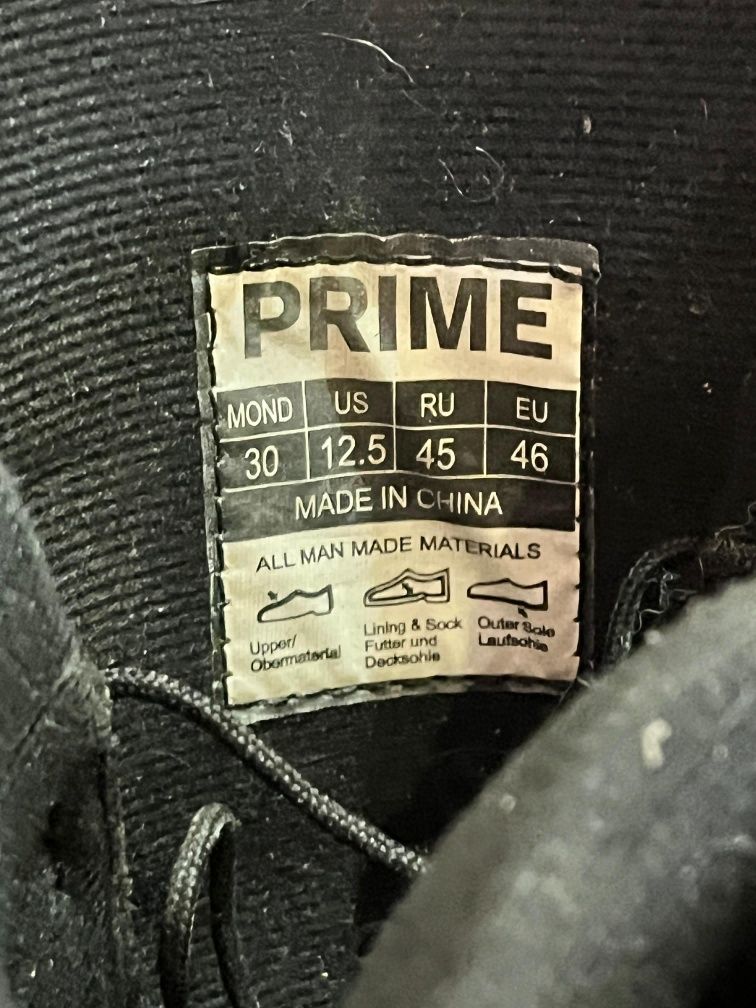 PRIME
MOND US RU EU
30 12.5 45 46
MADE IN CHINA
ALL MAN MADE MATERIALS
Upper/
Obermaterial
Lining & Sock
Futter und
Decksohle
Outer Sole
Laufsohle